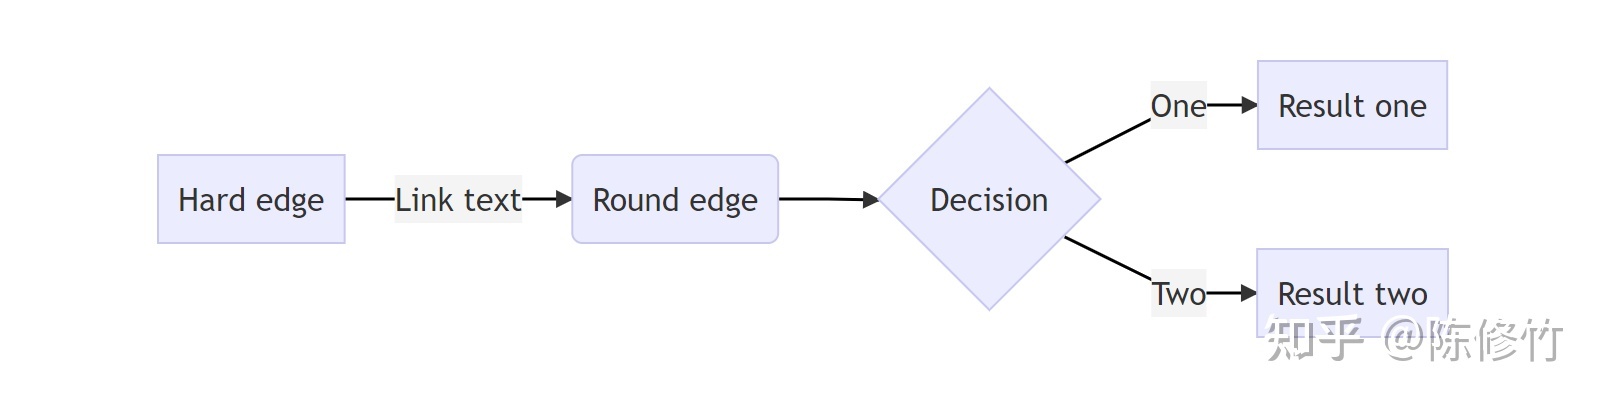 Hard edge
Link text
Round edge
Decision
One
Result one
Two
Result two
知乎 @陈修竹